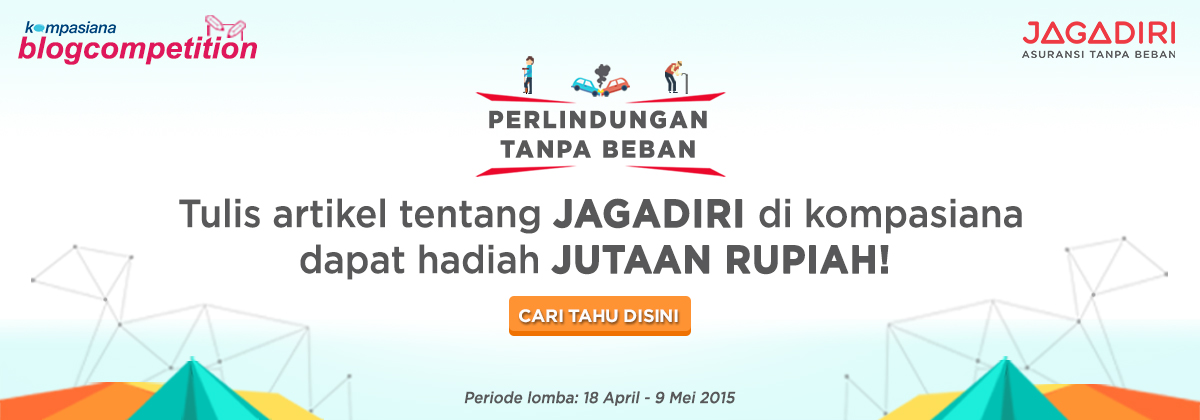 kompasiana
blogcompetition
JAGADIRI
ASURANSI TANPA BEBAN
PERLINDUNGAN
TANPA BEBAN
Tulis artikel tentang JAGADIRI di kompasiana
dapat hadiah JUTAAN RUPIAH!
CARI TAHU DISINI
Periode lomba: 18 April - 9 Mei 2015